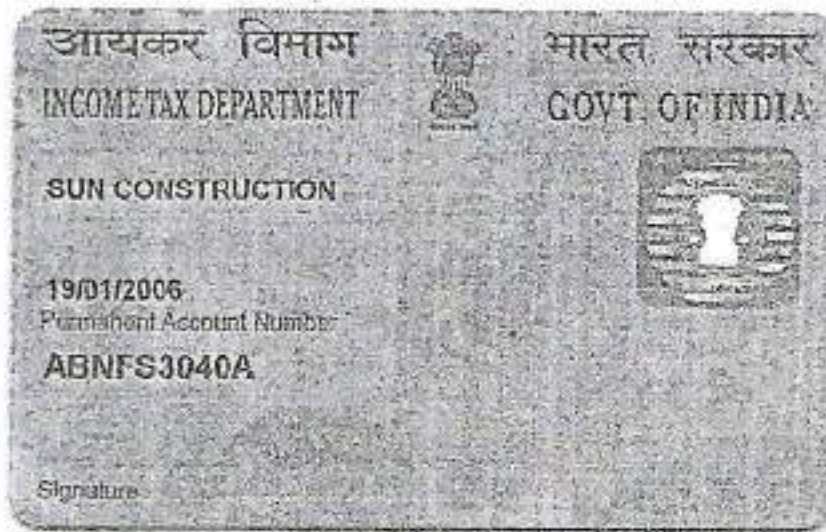 आयकर विभाग
भारत सरकार
INCOME TAX DEPARTMENT
GOVT. OF INDIA
SUN CONSTRUCTION
19/01/2006
Permanent Account Number
ABNFS3040A
Signature